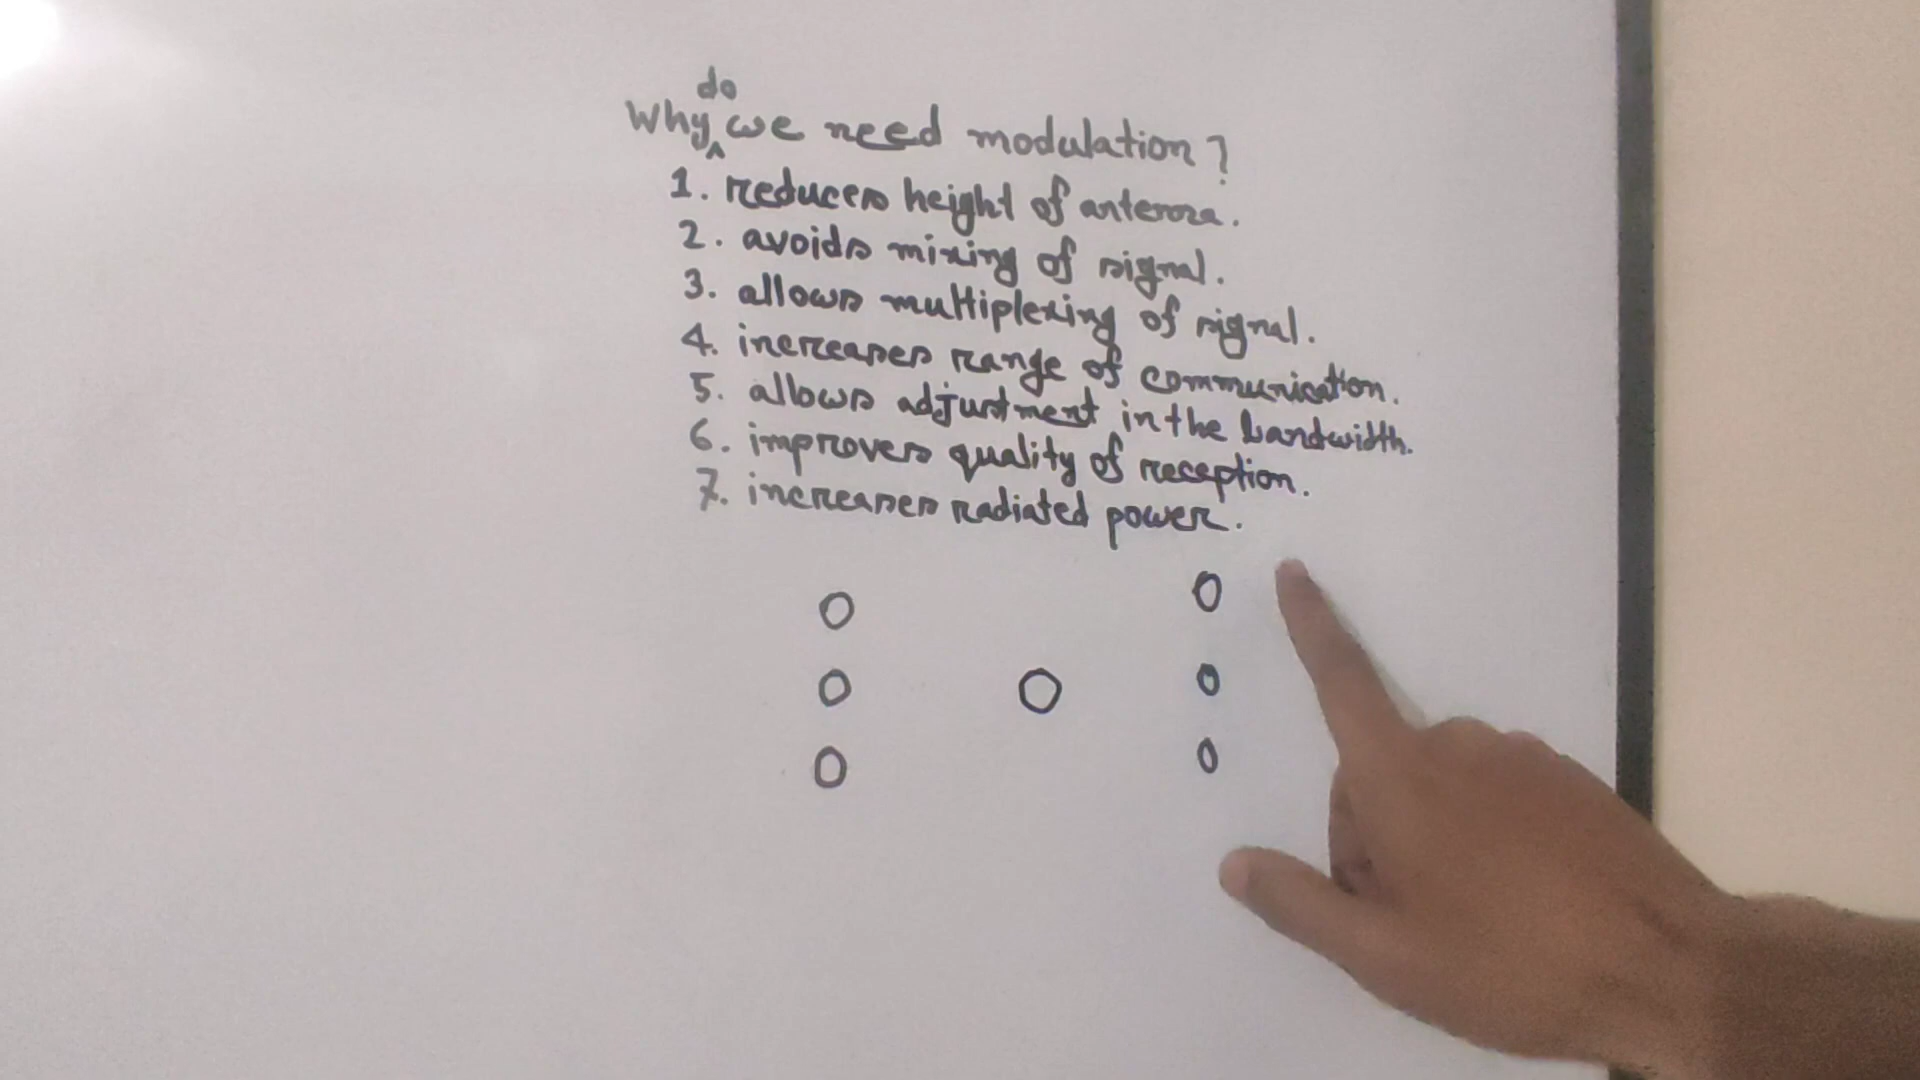 Why do we need modulation?
1. reduces height of antenna.
2. avoids mixing of signal.
3. allows multiplexing of signal.
4. increases range of communication.
5. allows adjustment in the bandwidth.
6. improves quality of reception.
7. increases radiated power.